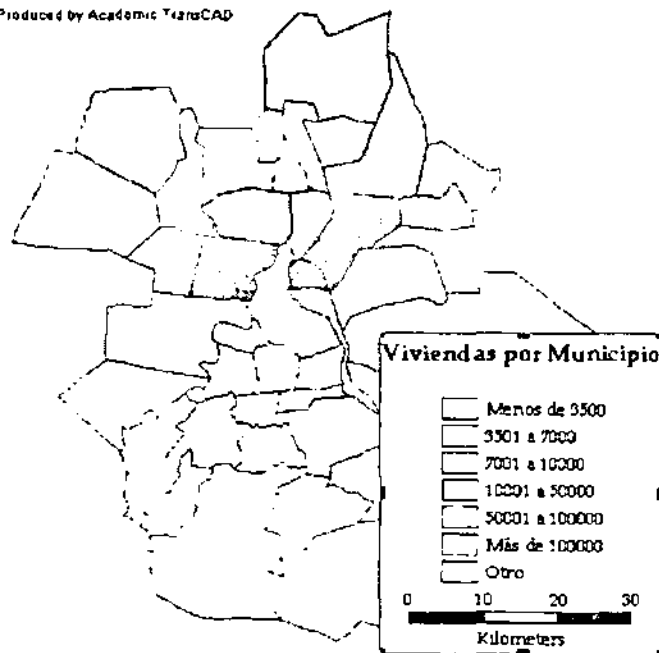 Produced by Academic TransCAD
Viviendas por Municipio
Menos de 3500
3501 a 7000
7001 a 10000
10001 a 50000
50001 a 100000
Más de 100000
Otro
0 10 20 30
Kilometers